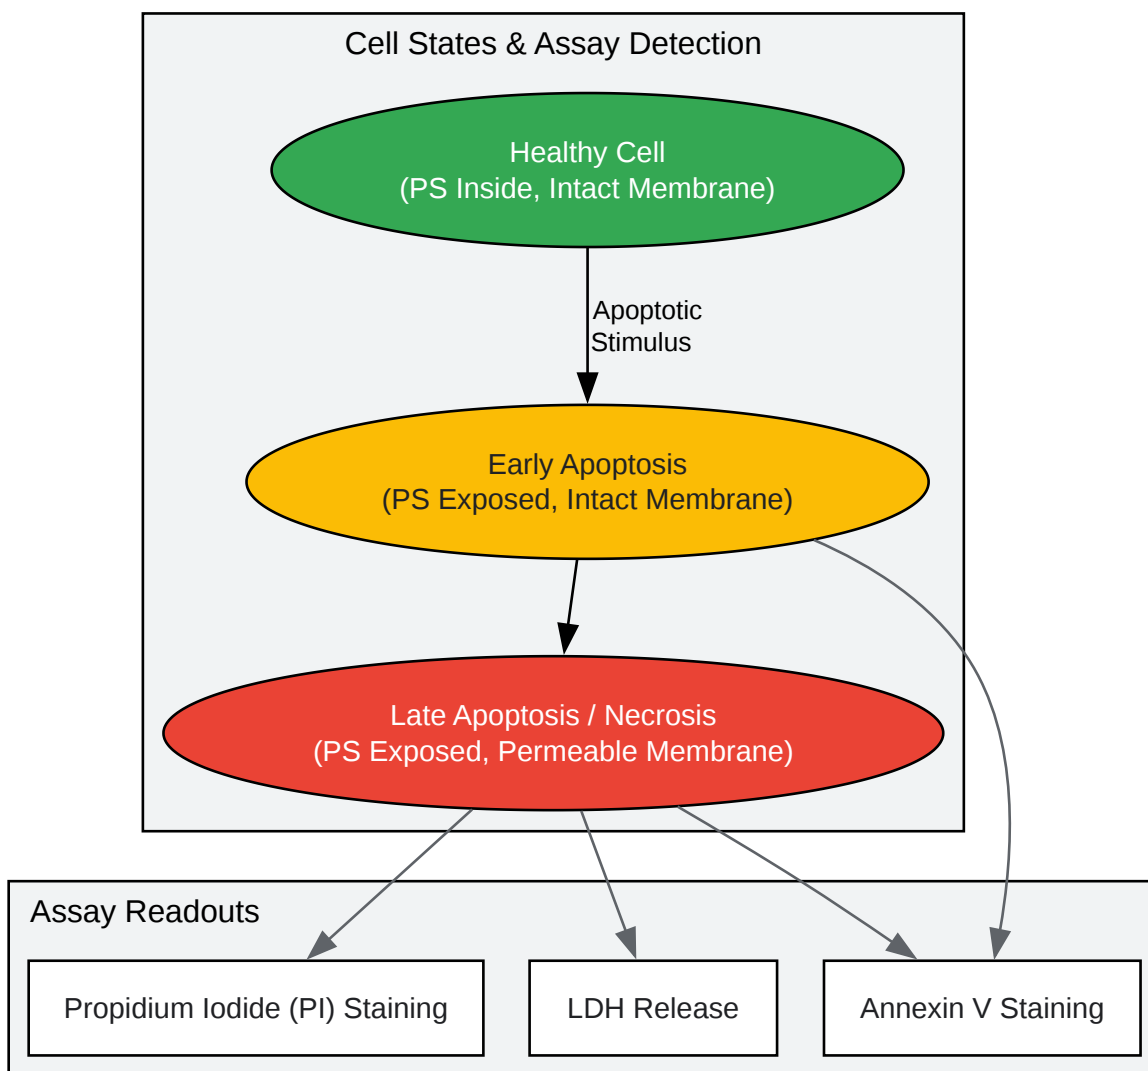 Cell States & Assay Detection
Healthy Cell
(PS Inside, Intact Membrane)
Apoptotic
Stimulus
Early Apoptosis
(PS Exposed, Intact Membrane)
Late Apoptosis / Necrosis
(PS Exposed, Permeable Membrane)
Assay Readouts
Propidium Iodide (PI) Staining
LDH Release
Annexin V Staining